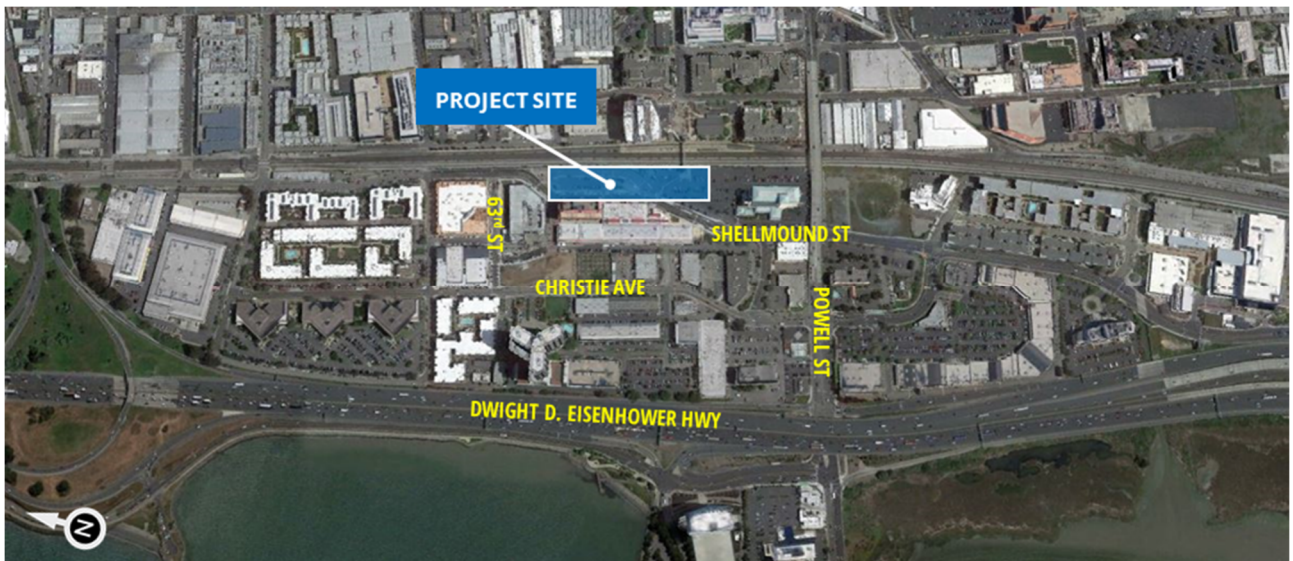 PROJECT SITE
63rd ST
SHELLMOUND ST
CHRISTIE AVE
POWELL ST
DWIGHT D. EISENHOWER HWY
N